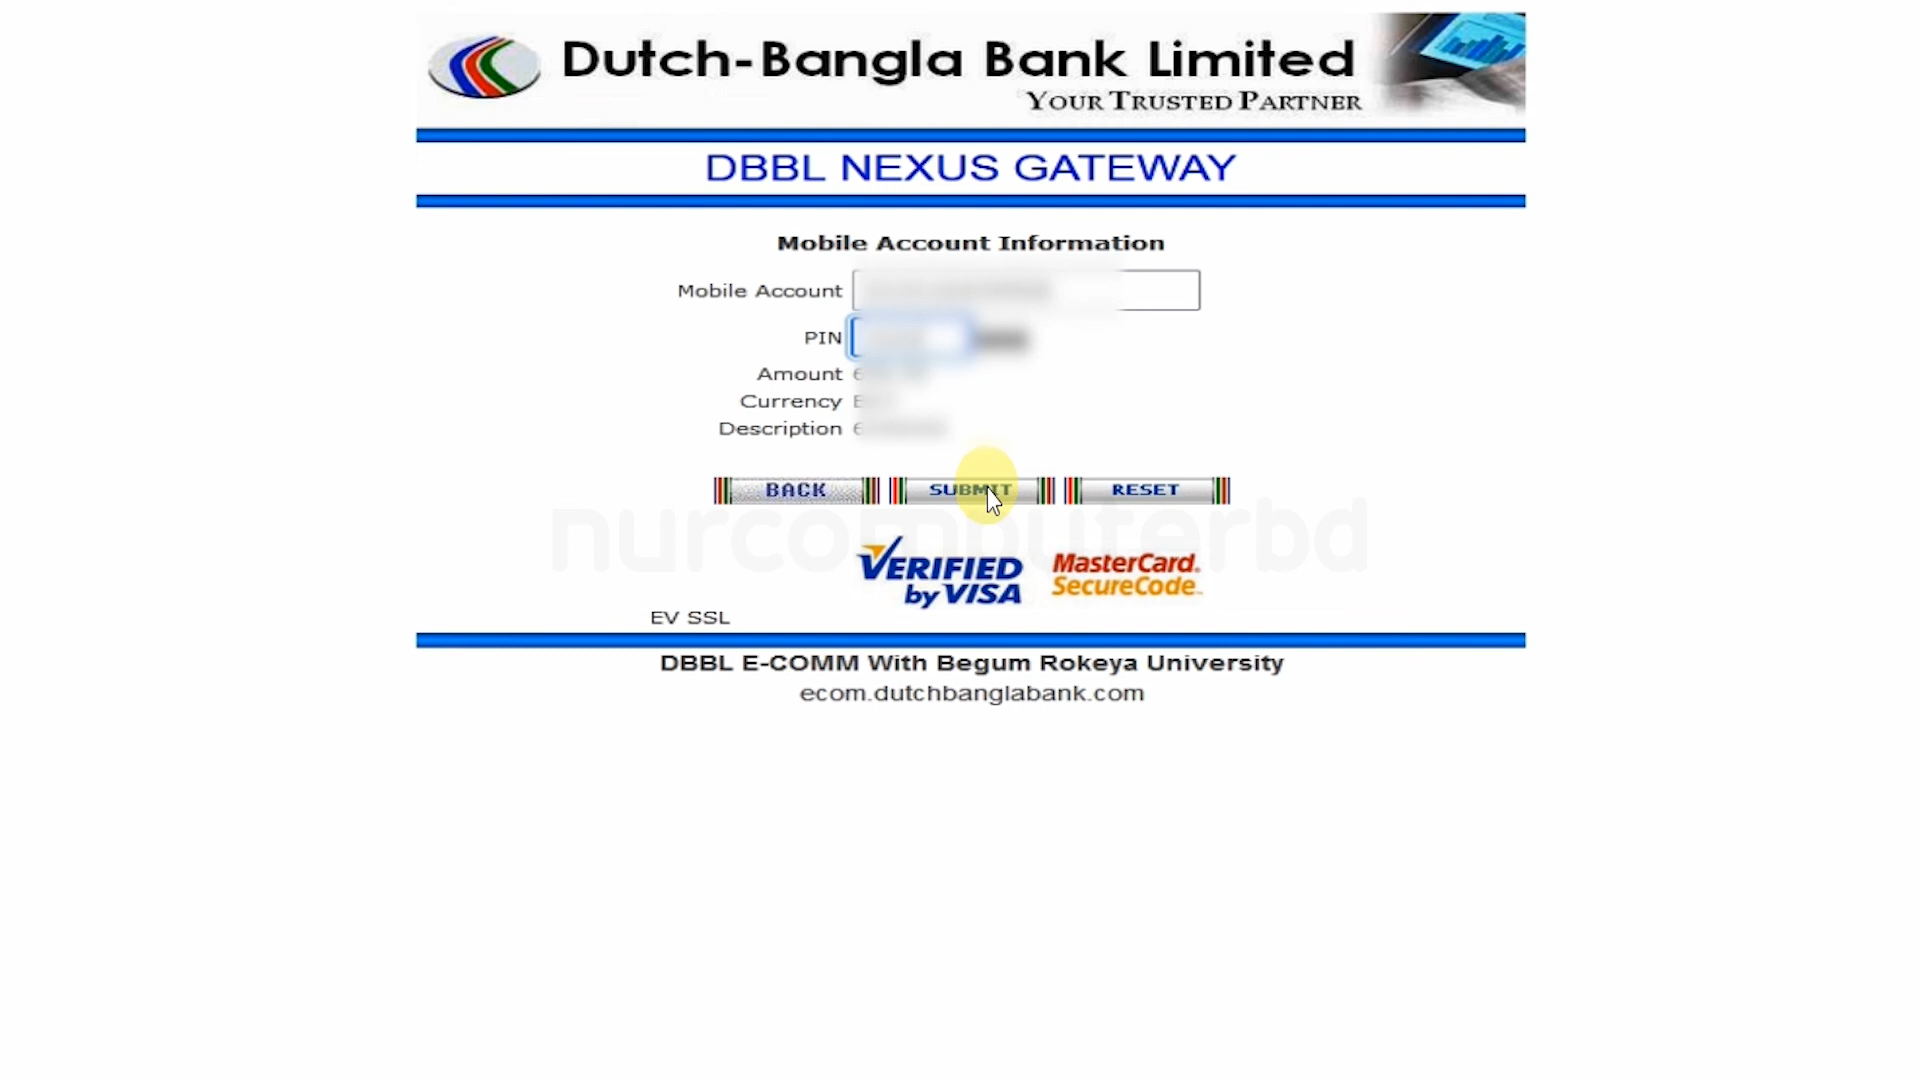 Dutch-Bangla Bank Limited
YOUR TRUSTED PARTNER
DBBL NEXUS GATEWAY
Mobile Account Information
Mobile Account
PIN
Amount
Currency
Description
BACK SUBMIT RESET
nurcomputerbd
VERIFIED by VISA
MasterCard. SecureCode
EV SSL
DBBL E-COMM With Begum Rokeya University
ecom.dutchbanglabank.com